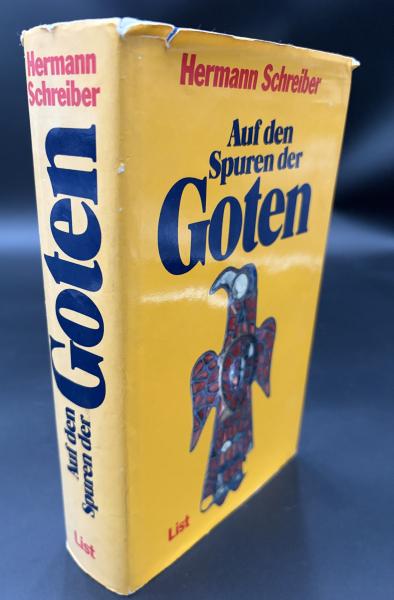 Hermann
Schreiber
Auf den
Spuren der
Goten
List
Hermann Schreiber
Auf den
Spuren der
Goten
List